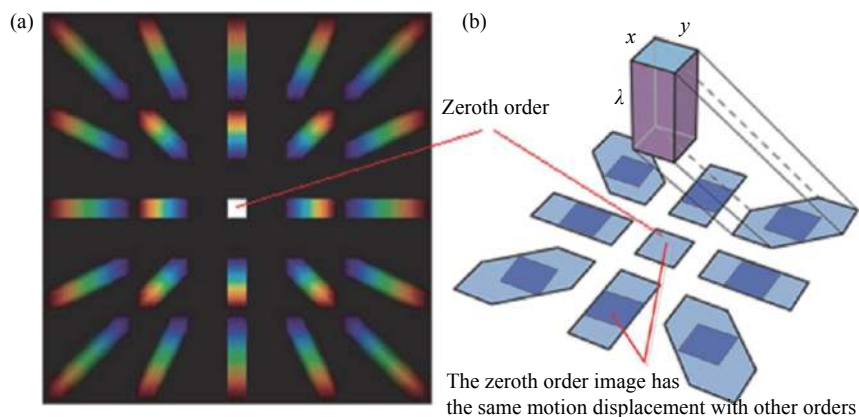 (a)
(b)
x
y
λ
Zeroth order
The zeroth order image has
the same motion displacement with other orders